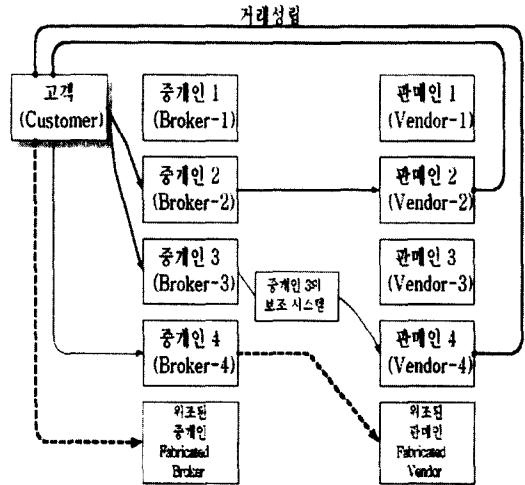 거래성립
고객
(Customer)
중개인 1
(Broker-1)
판매인 1
(Vendor-1)
중개인 2
(Broker-2)
판매인 2
(Vendor-2)
중개인 3
(Broker-3)
중개인 3의
보조 시스템
판매인 3
(Vendor-3)
중개인 4
(Broker-4)
판매인 4
(Vendor-4)
위조된
중개인
Fabricated
Broker
위조된
판매인
Fabricated
Vendor